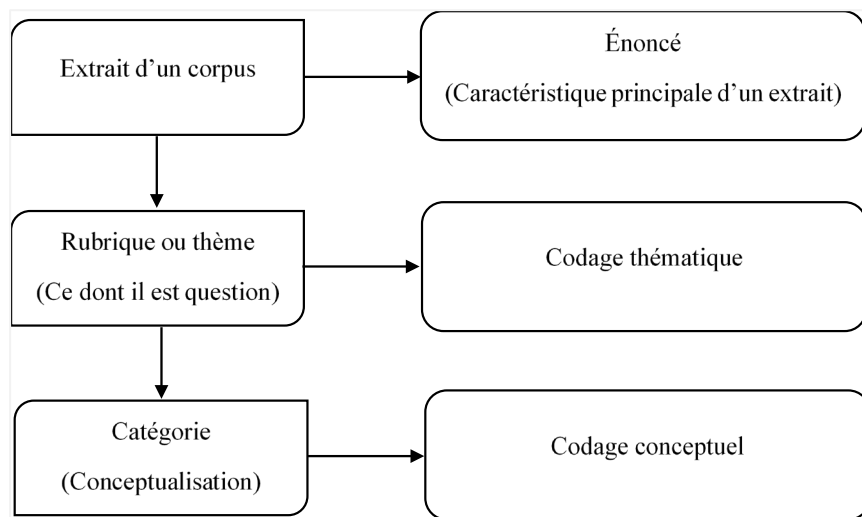 Extrait d’un corpus
Énoncé
(Caractéristique principale d’un extrait)
Rubrique ou thème
(Ce dont il est question)
Codage thématique
Catégorie
(Conceptualisation)
Codage conceptuel